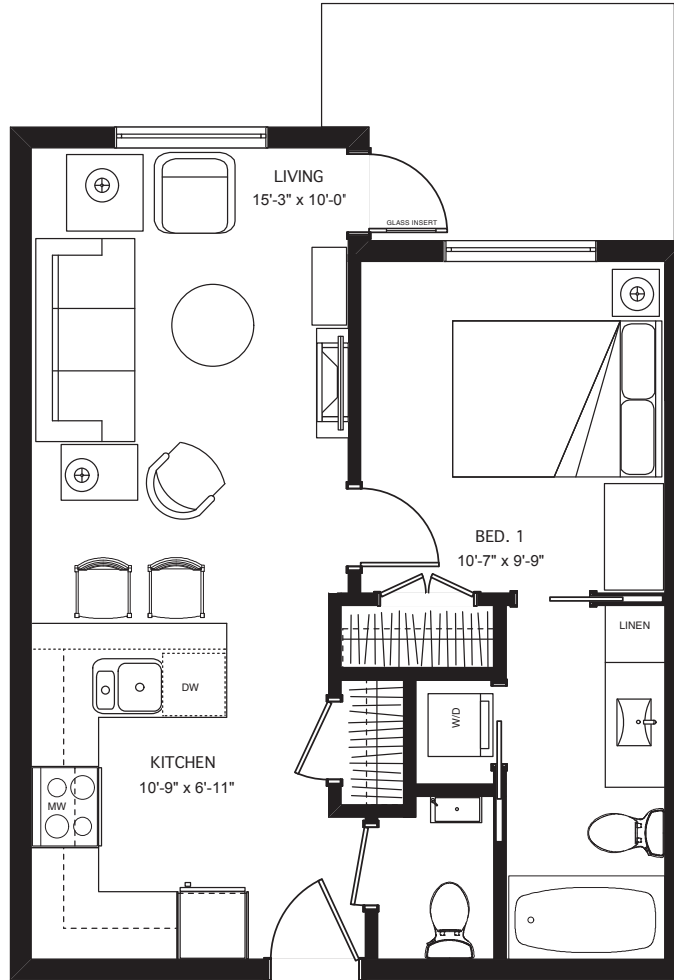 LIVING
15'-3" x 10'-0"
GLASS INSERT
BED. 1
10'-7" x 9'-9"
LINEN
DW
W/D
KITCHEN
10'-9" x 6'-11"
MW